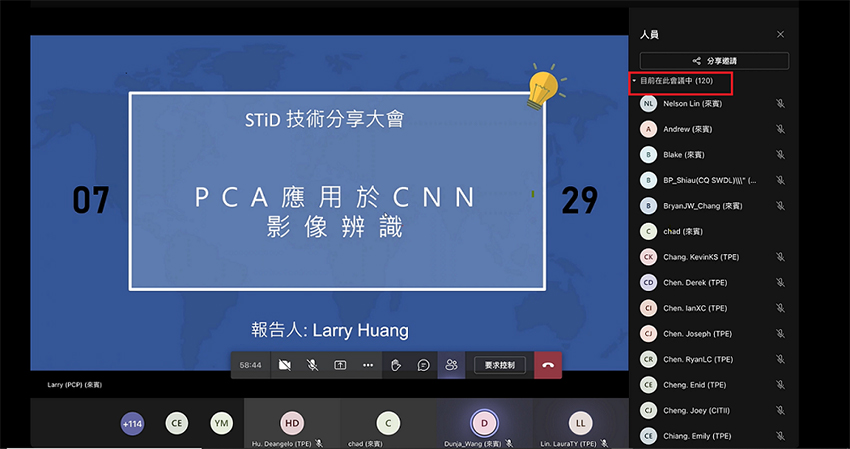 STiD 技術分享大會
07
PCA應用於CNN
影像辨識
29
報告人: Larry Huang
58:44
要求控制
Larry (PCP) (來賓)
+114
CE
YM
HD
Hu. Deangelo (TPE)
C
chad (來賓)
D
Dunja_Wang (來賓)
LL
Lin. LauraTY (TPE)
人員
分享邀請
目前在此會議中 (120)
NL Nelson Lin (來賓)
A Andrew (來賓)
B Blake (來賓)
B BP_Shiau(CQ SWDL)\\\" (...
B BryanJW_Chang (來賓)
C chad (來賓)
CK Chang. KevinKS (TPE)
CD Chen. Derek (TPE)
CI Chen. IanXC (TPE)
CJ Chen. Joseph (TPE)
CR Chen. RyanLC (TPE)
CE Cheng. Enid (TPE)
CJ Cheng. Joey (CITII)
CE Chiang. Emily (TPE)